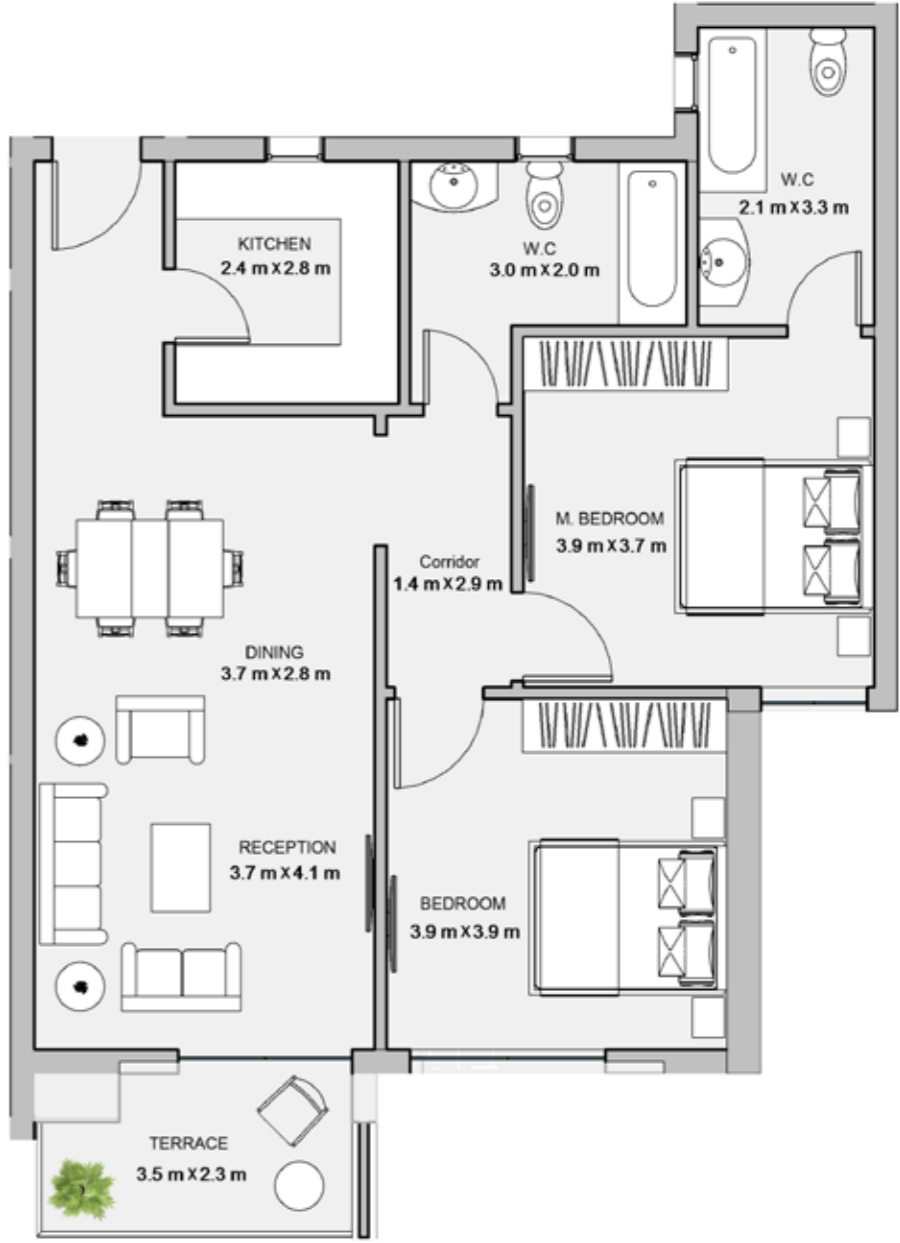 W.C
2.1 m X 3.3 m
KITCHEN
2.4 m X 2.8 m
W.C
3.0 m X 2.0 m
M. BEDROOM
3.9 m X 3.7 m
Corridor
1.4 m X 2.9 m
DINING
3.7 m X 2.8 m
RECEPTION
3.7 m X 4.1 m
BEDROOM
3.9 m X 3.9 m
TERRACE
3.5 m X 2.3 m